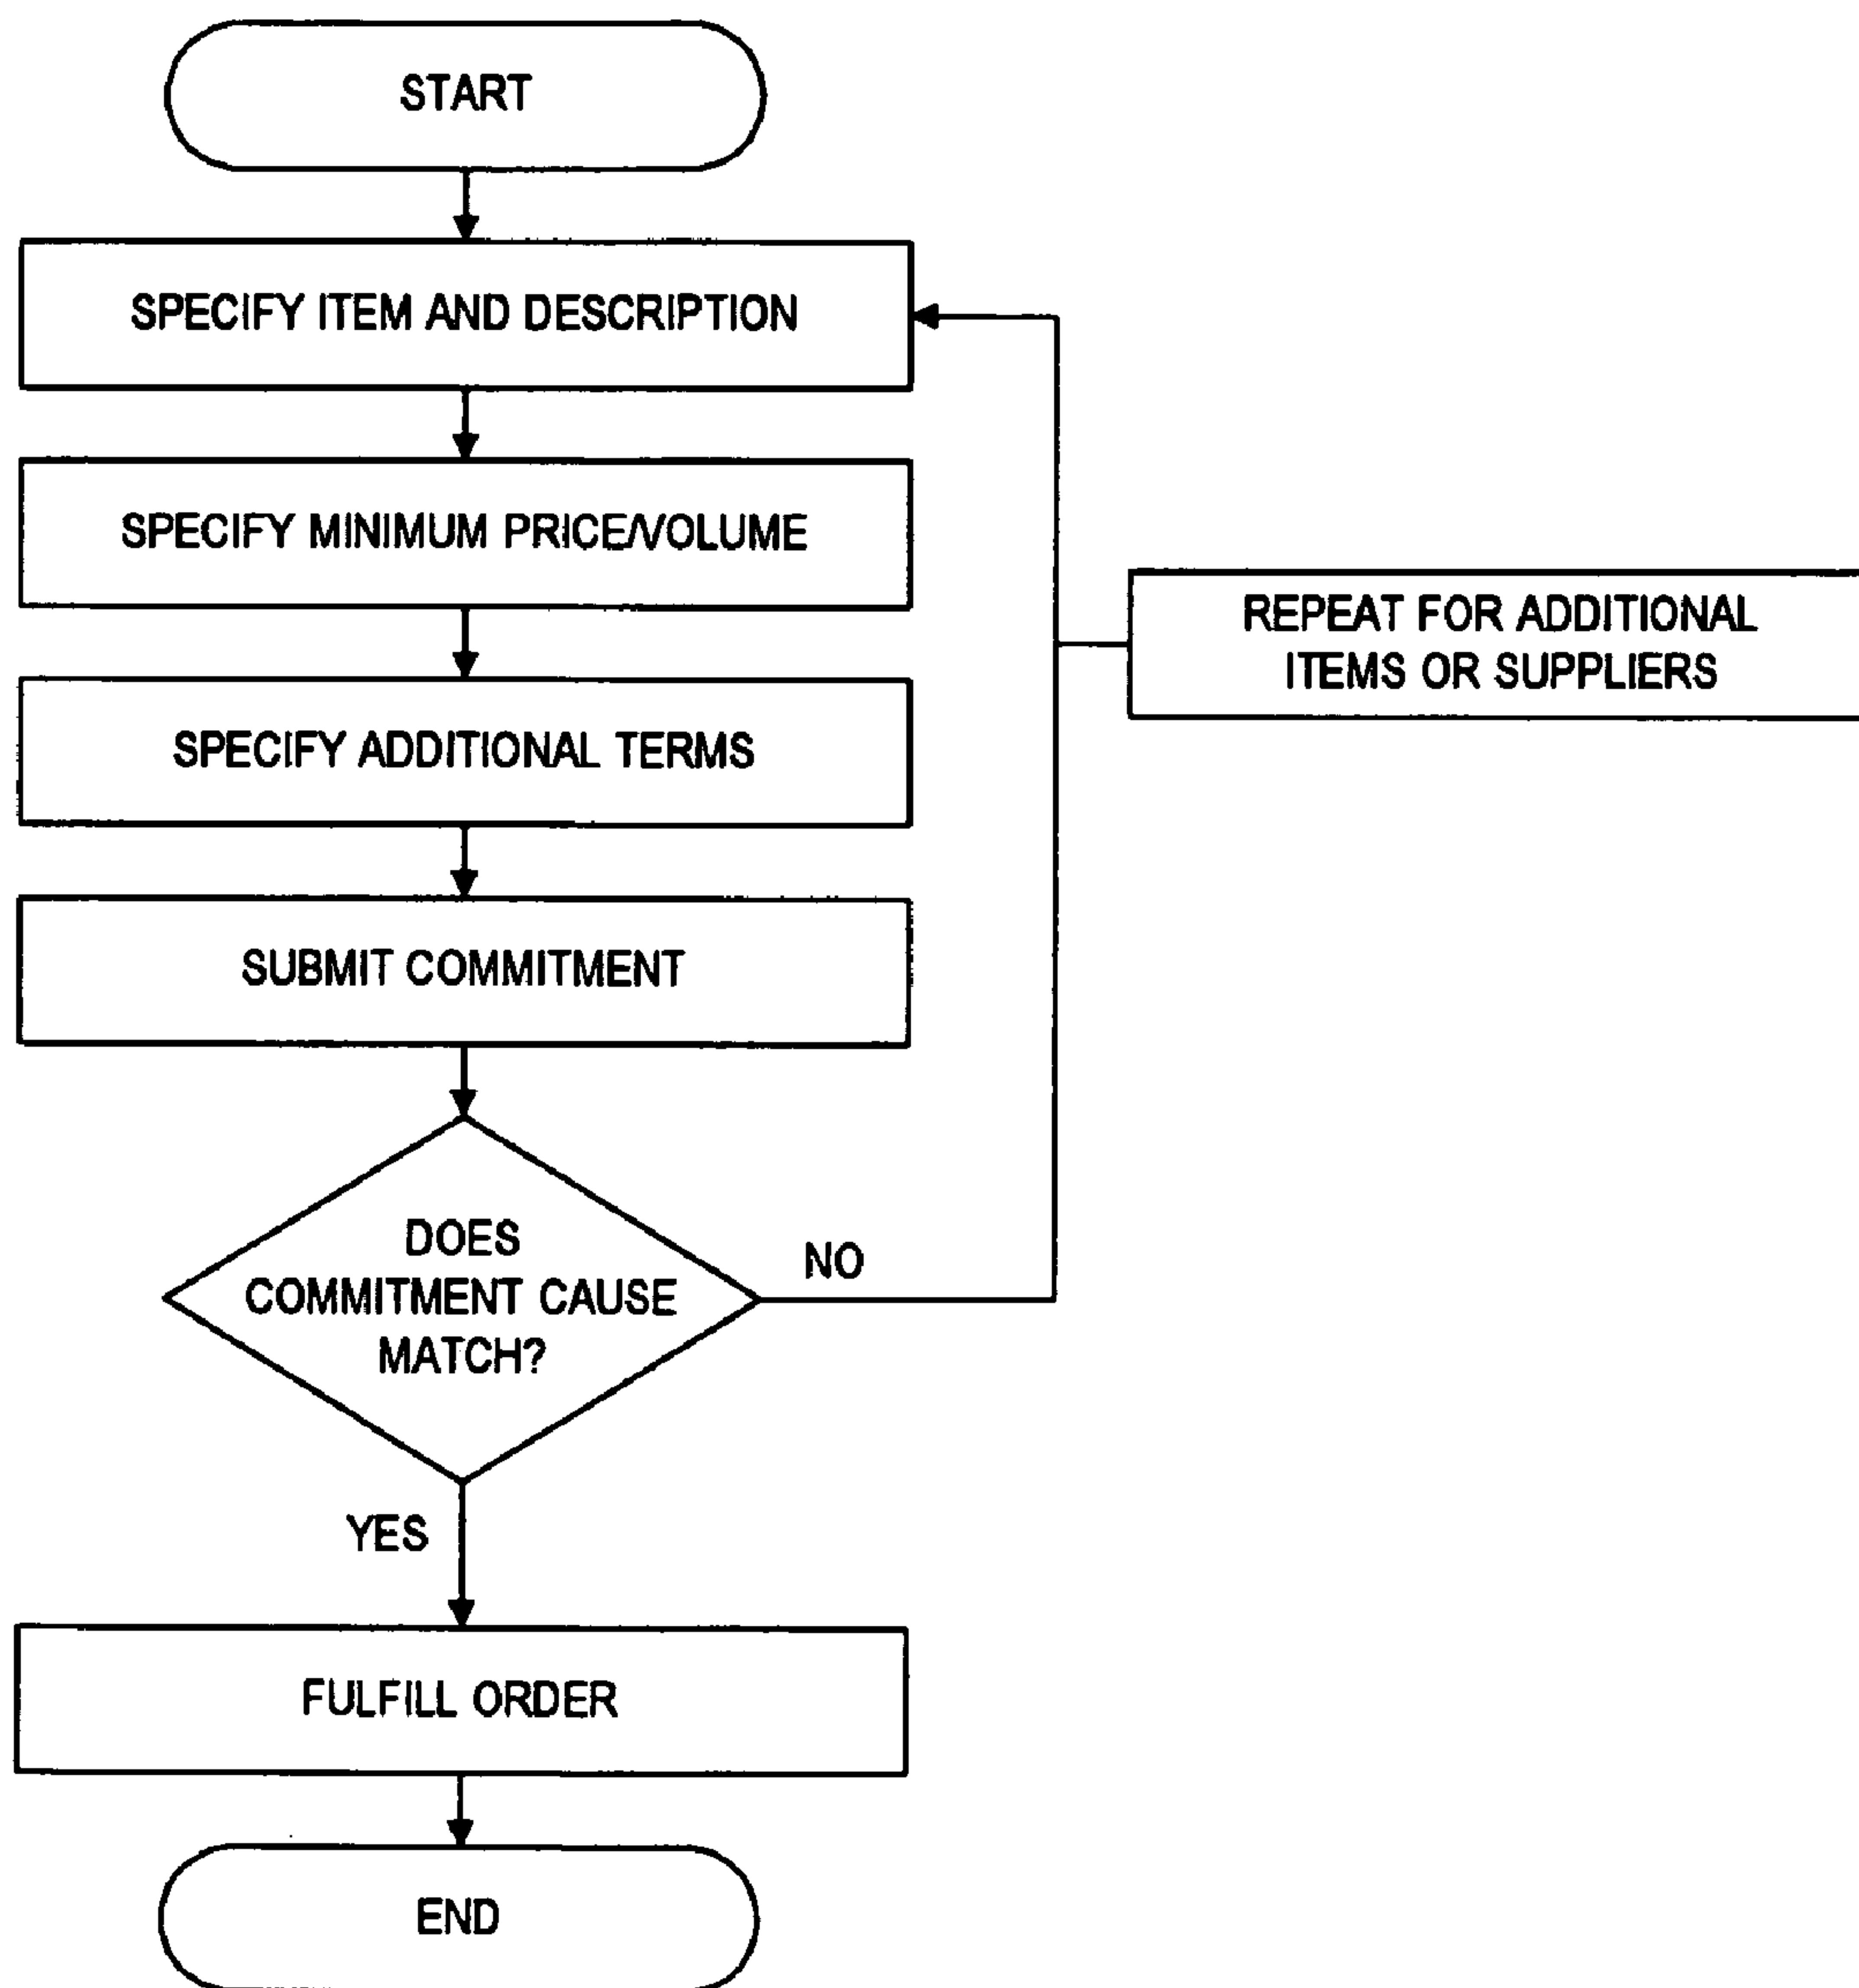 START
SPECIFY ITEM AND DESCRIPTION
SPECIFY MINIMUM PRICE/VOLUME
REPEAT FOR ADDITIONAL
ITEMS OR SUPPLIERS
SPECIFY ADDITIONAL TERMS
SUBMIT COMMITMENT
DOES
COMMITMENT CAUSE
MATCH?
NO
YES
FULFILL ORDER
END